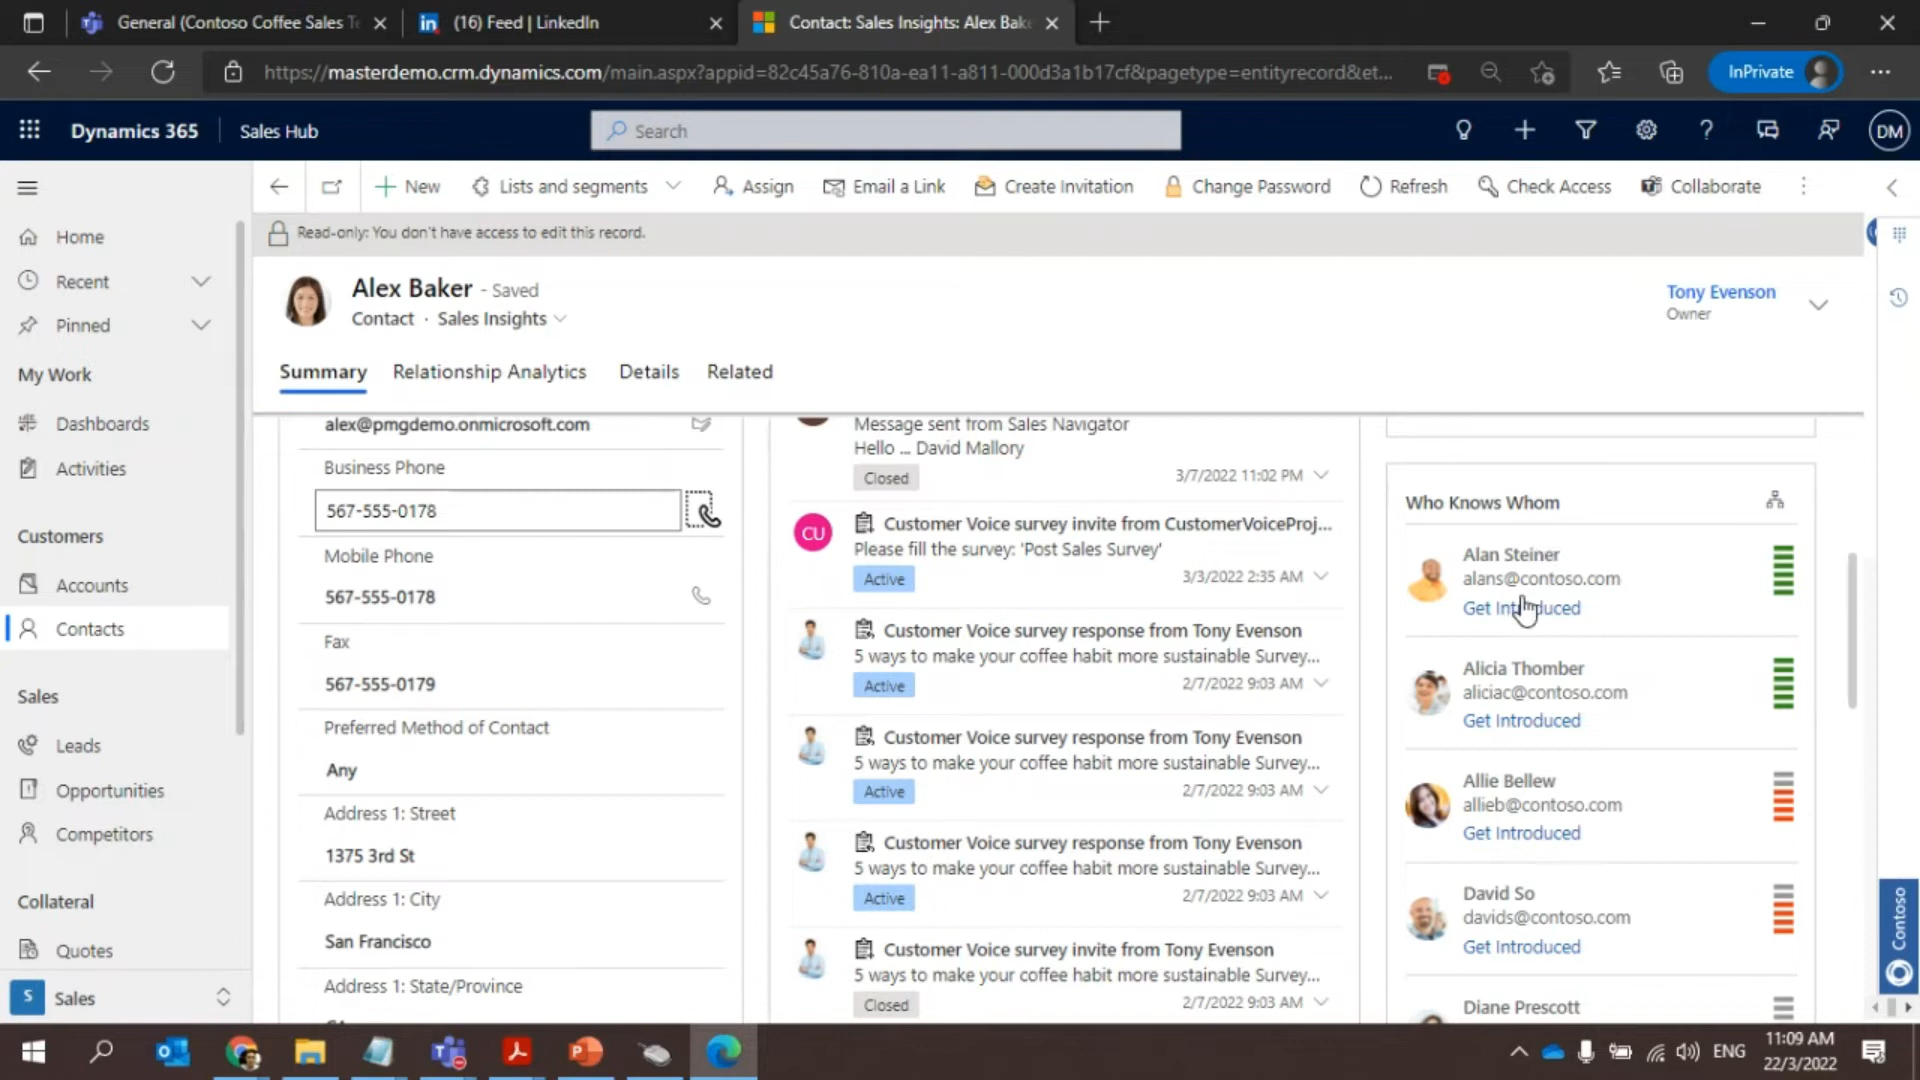 General (Contoso Coffee Sales Te
(16) Feed | LinkedIn
Contact: Sales Insights: Alex Bak
https://masterdemo.crm.dynamics.com/main.aspx?appid=82c45a76-810a-ea11-a811-000d3a1b17cf&pagetype=entityrecord&et...
InPrivate
Dynamics 365
Sales Hub
Search
DM
New
Lists and segments
Assign
Email a Link
Create Invitation
Change Password
Refresh
Check Access
Collaborate
Read-only: You don't have access to edit this record.
Alex Baker - Saved
Contact · Sales Insights
Tony Evenson
Owner
Summary
Relationship Analytics
Details
Related
Home
Recent
Pinned
My Work
Dashboards
Activities
Customers
Accounts
Contacts
Sales
Leads
Opportunities
Competitors
Collateral
Quotes
S
Sales
alex@pmgdemo.onmicrosoft.com
Business Phone
567-555-0178
Mobile Phone
567-555-0178
Fax
567-555-0179
Preferred Method of Contact
Any
Address 1: Street
1375 3rd St
Address 1: City
San Francisco
Address 1: State/Province
Message sent from Sales Navigator
Hello ... David Mallory
Closed
3/7/2022 11:02 PM
CU
Customer Voice survey invite from CustomerVoiceProj...
Please fill the survey: 'Post Sales Survey'
Active
3/3/2022 2:35 AM
Customer Voice survey response from Tony Evenson
5 ways to make your coffee habit more sustainable Survey...
Active
2/7/2022 9:03 AM
Customer Voice survey response from Tony Evenson
5 ways to make your coffee habit more sustainable Survey...
Active
2/7/2022 9:03 AM
Customer Voice survey response from Tony Evenson
5 ways to make your coffee habit more sustainable Survey...
Active
2/7/2022 9:03 AM
Customer Voice survey invite from Tony Evenson
5 ways to make your coffee habit more sustainable Survey...
Closed
2/7/2022 9:03 AM
Who Knows Whom
Alan Steiner
alans@contoso.com
Get Introduced
Alicia Thomber
aliciac@contoso.com
Get Introduced
Allie Bellew
allieb@contoso.com
Get Introduced
David So
davids@contoso.com
Get Introduced
Diane Prescott
Contoso
ENG
11:09 AM
22/3/2022